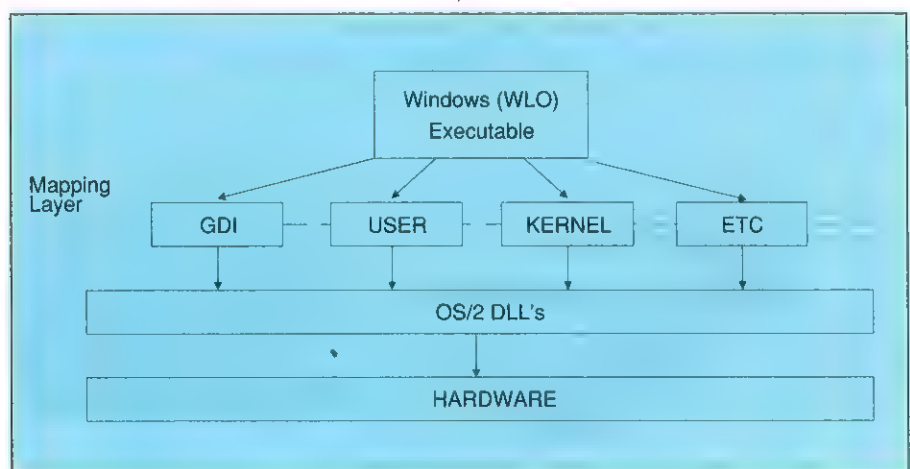 Windows (WLO)
Executable
Mapping
Layer
GDI
USER
KERNEL
ETC
OS/2 DLL's
HARDWARE